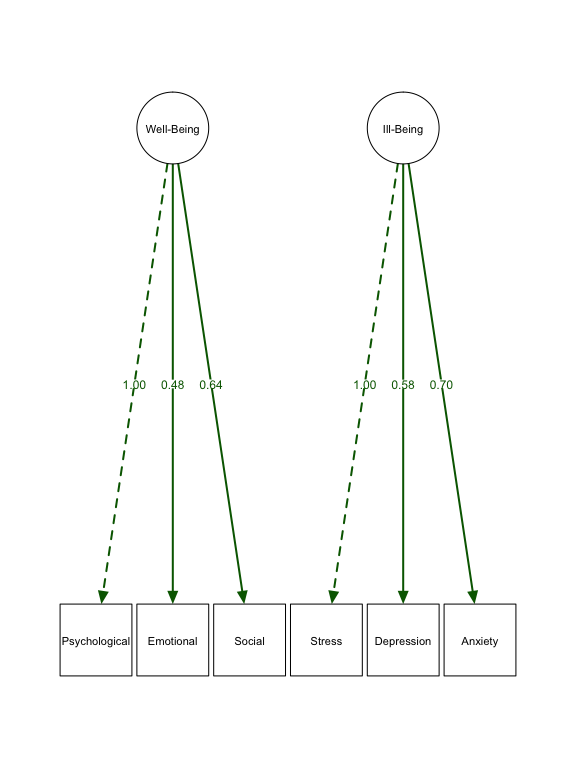 Well-Being
Ill-Being
1.00
0.48
0.64
1.00
0.58
0.70
Psychological
Emotional
Social
Stress
Depression
Anxiety